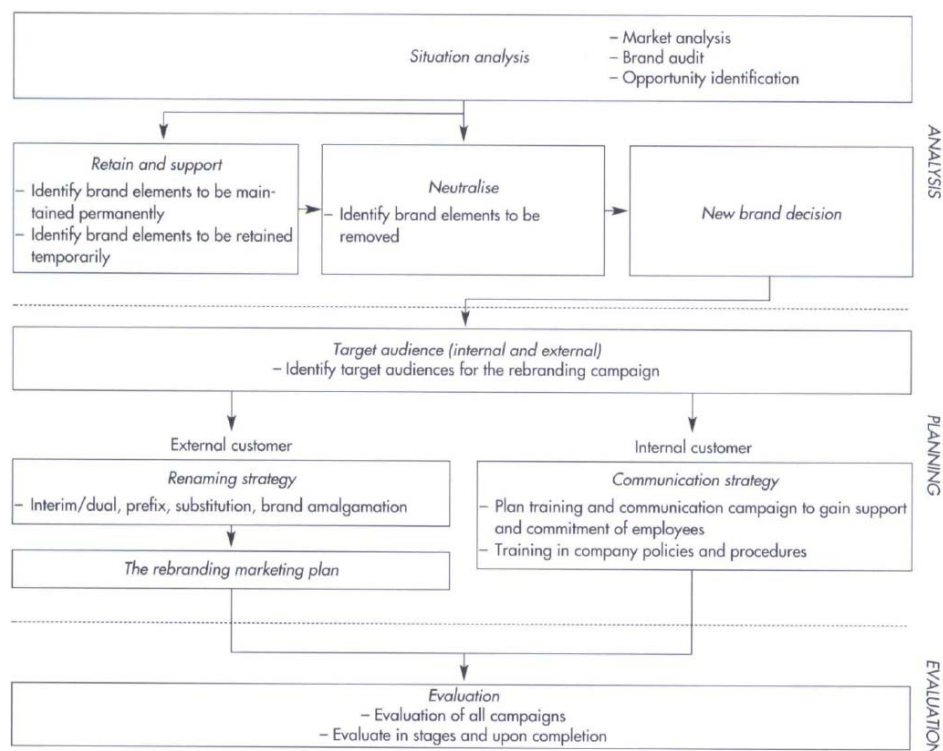 Situation analysis
– Market analysis
– Brand audit
– Opportunity identification
ANALYSIS
Retain and support
– Identify brand elements to be main-
tained permanently
– Identify brand elements to be retained
temporarily
Neutralise
– Identify brand elements to be
removed
New brand decision
Target audience (internal and external)
– Identify target audiences for the rebranding campaign
PLANNING
External customer
Renaming strategy
– Interim/dual, prefix, substitution, brand amalgamation
The rebranding marketing plan
Internal customer
Communication strategy
– Plan training and communication campaign to gain support
and commitment of employees
– Training in company policies and procedures
EVALUATION
Evaluation
– Evaluation of all campaigns
– Evaluate in stages and upon completion